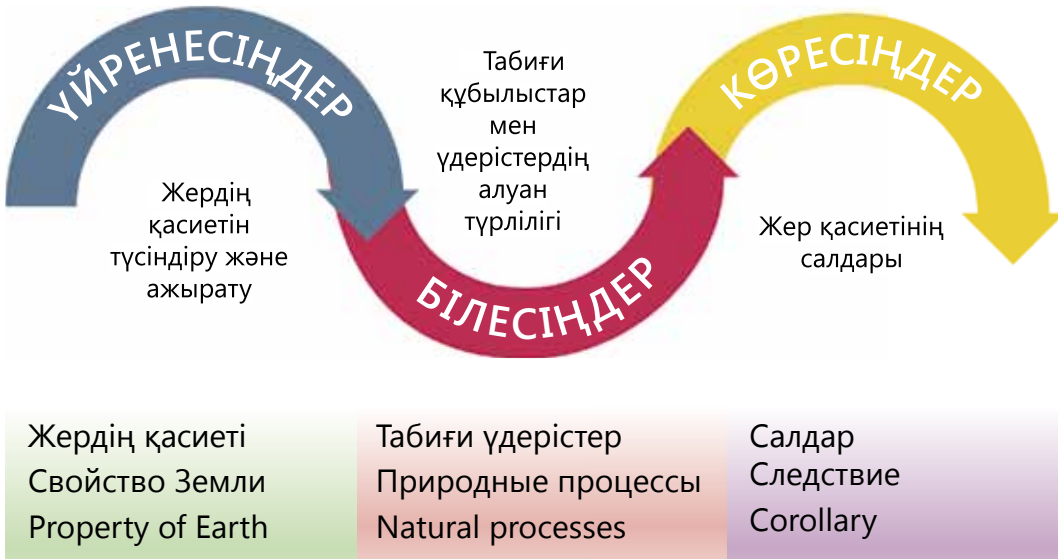 ҮЙРЕНЕСІҢДЕР
Жердің
қасиетін
түсіндіру және
ажырату
Табиғи
құбылыстар
мен
үдерістердің
алуан
түрлілігі
БІЛЕСІҢДЕР
КӨРЕСІҢДЕР
Жер қасиетінің
салдары
Жердің қасиеті
Свойство Земли
Property of Earth
Табиғи үдерістер
Природные процессы
Natural processes
Салдар
Следствие
Corollary